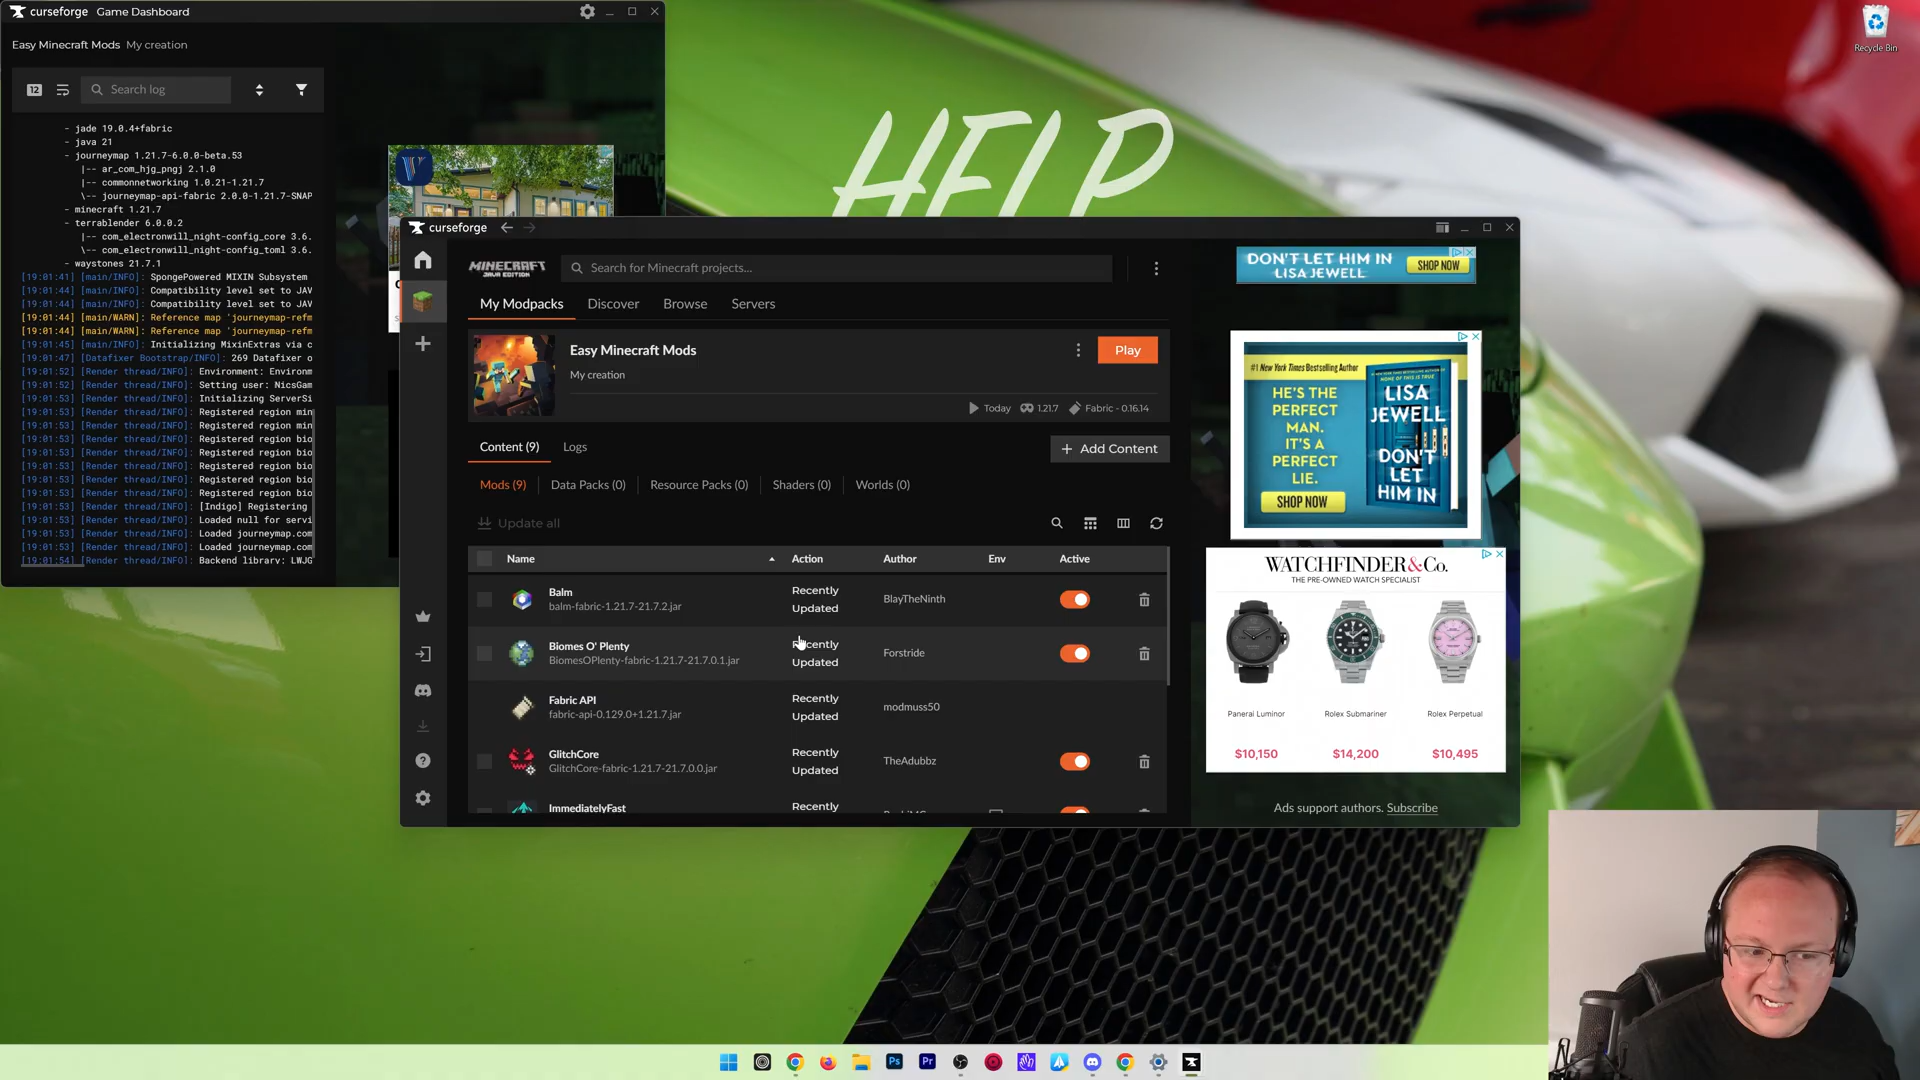 curseforge Game Dashboard
Easy Minecraft Mods My creation
12 Search log
- jade 19.0.4+fabric
- java 21
- journeymap 1.21.7-6.0.0-beta.53
|-- ar_com_hjg_pngj 2.1.0
|-- commonnetworking 1.0.21-1.21.7
\-- journeymap-api-fabric 2.0.0-1.21.7-SNAP
- minecraft 1.21.7
- terrablender 6.0.0.2
|-- com_electronwill_night-config_core 3.6.
\-- com_electronwill_night-config_toml 3.6.
- waystones 21.7.1
[19:01:41] [main/INFO]: SpongePowered MIXIN Subsystem
[19:01:44] [main/INFO]: Compatibility level set to JAV
[19:01:44] [main/INFO]: Compatibility level set to JAV
[19:01:44] [main/WARN]: Reference map 'journeymap-refm
[19:01:44] [main/WARN]: Reference map 'journeymap-refm
[19:01:45] [main/INFO]: Initializing MixinExtras via c
[19:01:47] [Datafixer Bootstrap/INFO]: 269 Datafixer o
[19:01:52] [Render thread/INFO]: Environment: Environm
[19:01:52] [Render thread/INFO]: Setting user: NicsGam
[19:01:53] [Render thread/INFO]: Initializing ServerSi
[19:01:53] [Render thread/INFO]: Registered region min
[19:01:53] [Render thread/INFO]: Registered region min
[19:01:53] [Render thread/INFO]: Registered region bio
[19:01:53] [Render thread/INFO]: Registered region bio
[19:01:53] [Render thread/INFO]: Registered region bio
[19:01:53] [Render thread/INFO]: Registered region bio
[19:01:53] [Render thread/INFO]: Registered region bio
[19:01:53] [Render thread/INFO]: [Indigo] Registering
[19:01:53] [Render thread/INFO]: Loaded null for servi
[19:01:53] [Render thread/INFO]: Loaded journeymap.com
[19:01:53] [Render thread/INFO]: Loaded journeymap.com
[19:01:54] [Render thread/INFO]: Backend library: LWJG
HELP
Recycle Bin
curseforge
MINECRAFT
JAVA EDITION
Search for Minecraft projects...
My Modpacks Discover Browse Servers
Easy Minecraft Mods
My creation
Play
Today 1.21.7 Fabric - 0.16.14
Content (9) Logs
+ Add Content
Mods (9) Data Packs (0) Resource Packs (0) Shaders (0) Worlds (0)
Update all
Name Action Author Env Active
Balm
balm-fabric-1.21.7-21.7.2.jar
Recently
Updated
BlayTheNinth
Biomes O' Plenty
BiomesOPlenty-fabric-1.21.7-21.7.0.1.jar
Recently
Updated
Forstride
Fabric API
fabric-api-0.129.0+1.21.7.jar
Recently
Updated
modmuss50
GlitchCore
GlitchCore-fabric-1.21.7-21.7.0.0.jar
Recently
Updated
TheAdubbz
ImmediatelyFast
Recently
DON'T LET HIM IN
LISA JEWELL
SHOP NOW
#1 New York Times Bestselling Author
HE'S THE
PERFECT
MAN.
IT'S A
PERFECT
LIE.
SHOP NOW
LISA
JEWELL
DON'T
LET
HIM IN
WATCHFINDER&Co.
THE PRE-OWNED WATCH SPECIALIST
Panerai Luminor Rolex Submariner Rolex Perpetual
$10,150 $14,200 $10,495
Ads support authors. Subscribe
Ps Pr